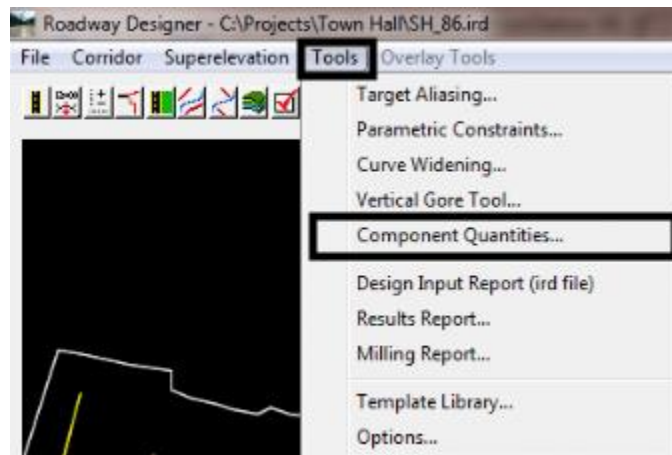 Roadway Designer - C:\Projects\Town Hall\SH_86.ird
File Corridor Superelevation Tools Overlay Tools
Target Aliasing...
Parametric Constraints...
Curve Widening...
Vertical Gore Tool...
Component Quantities...
Design Input Report (ird file)
Results Report...
Milling Report...
Template Library...
Options...